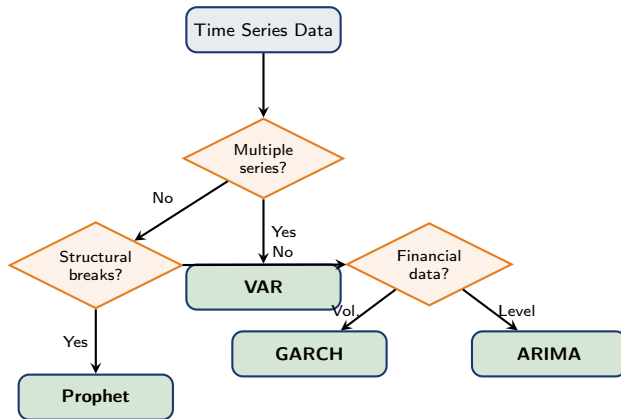 Time Series Data
Multiple
series?
No
Yes
No
Structural
breaks?
Financial
data?
VAR
Vol.
Level
Yes
GARCH
ARIMA
Prophet